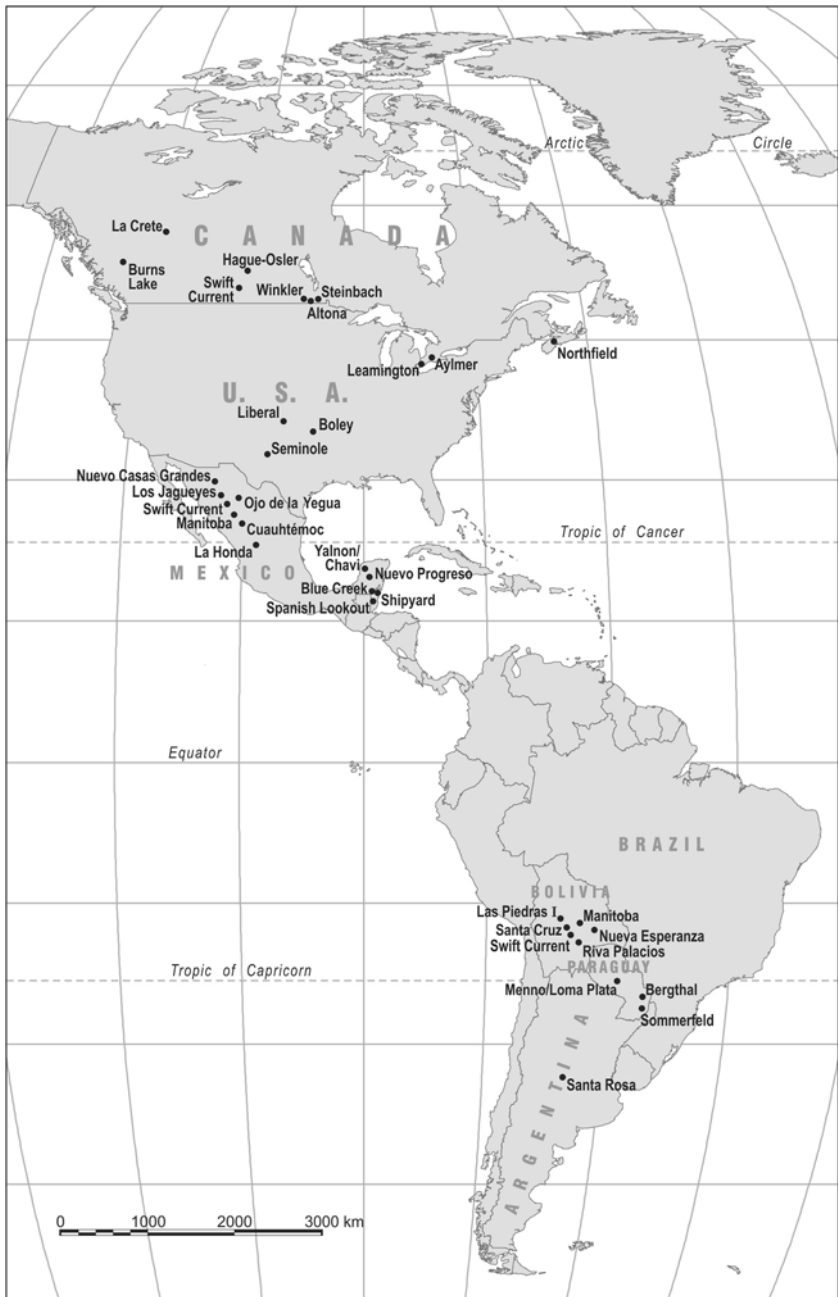 Arctic Circle
La Crete
C A N A D A
Burns
Lake
Hague-Osler
Swift
Current
Winkler
Steinbach
Altona
Northfield
Leamington
Aylmer
U. S. A.
Liberal
Boley
Seminole
Nuevo Casas Grandes
Los Jagueyes
Swift Current
Manitoba
Ojo de la Yegua
Cuauhtémoc
La Honda
M E X I C O
Tropic of Cancer
Yalnon/
Chavi
Nuevo Progreso
Blue Creek
Shipyard
Spanish Lookout
Equator
B R A Z I L
B O L I V I A
Las Piedras I
Manitoba
Santa Cruz
Nueva Esperanza
Swift Current
Riva Palacios
PARAGUAY
Tropic of Capricorn
Menno/Loma Plata
Bergthal
Sommerfeld
A R G E N T I N A
Santa Rosa
0 1000 2000 3000 km